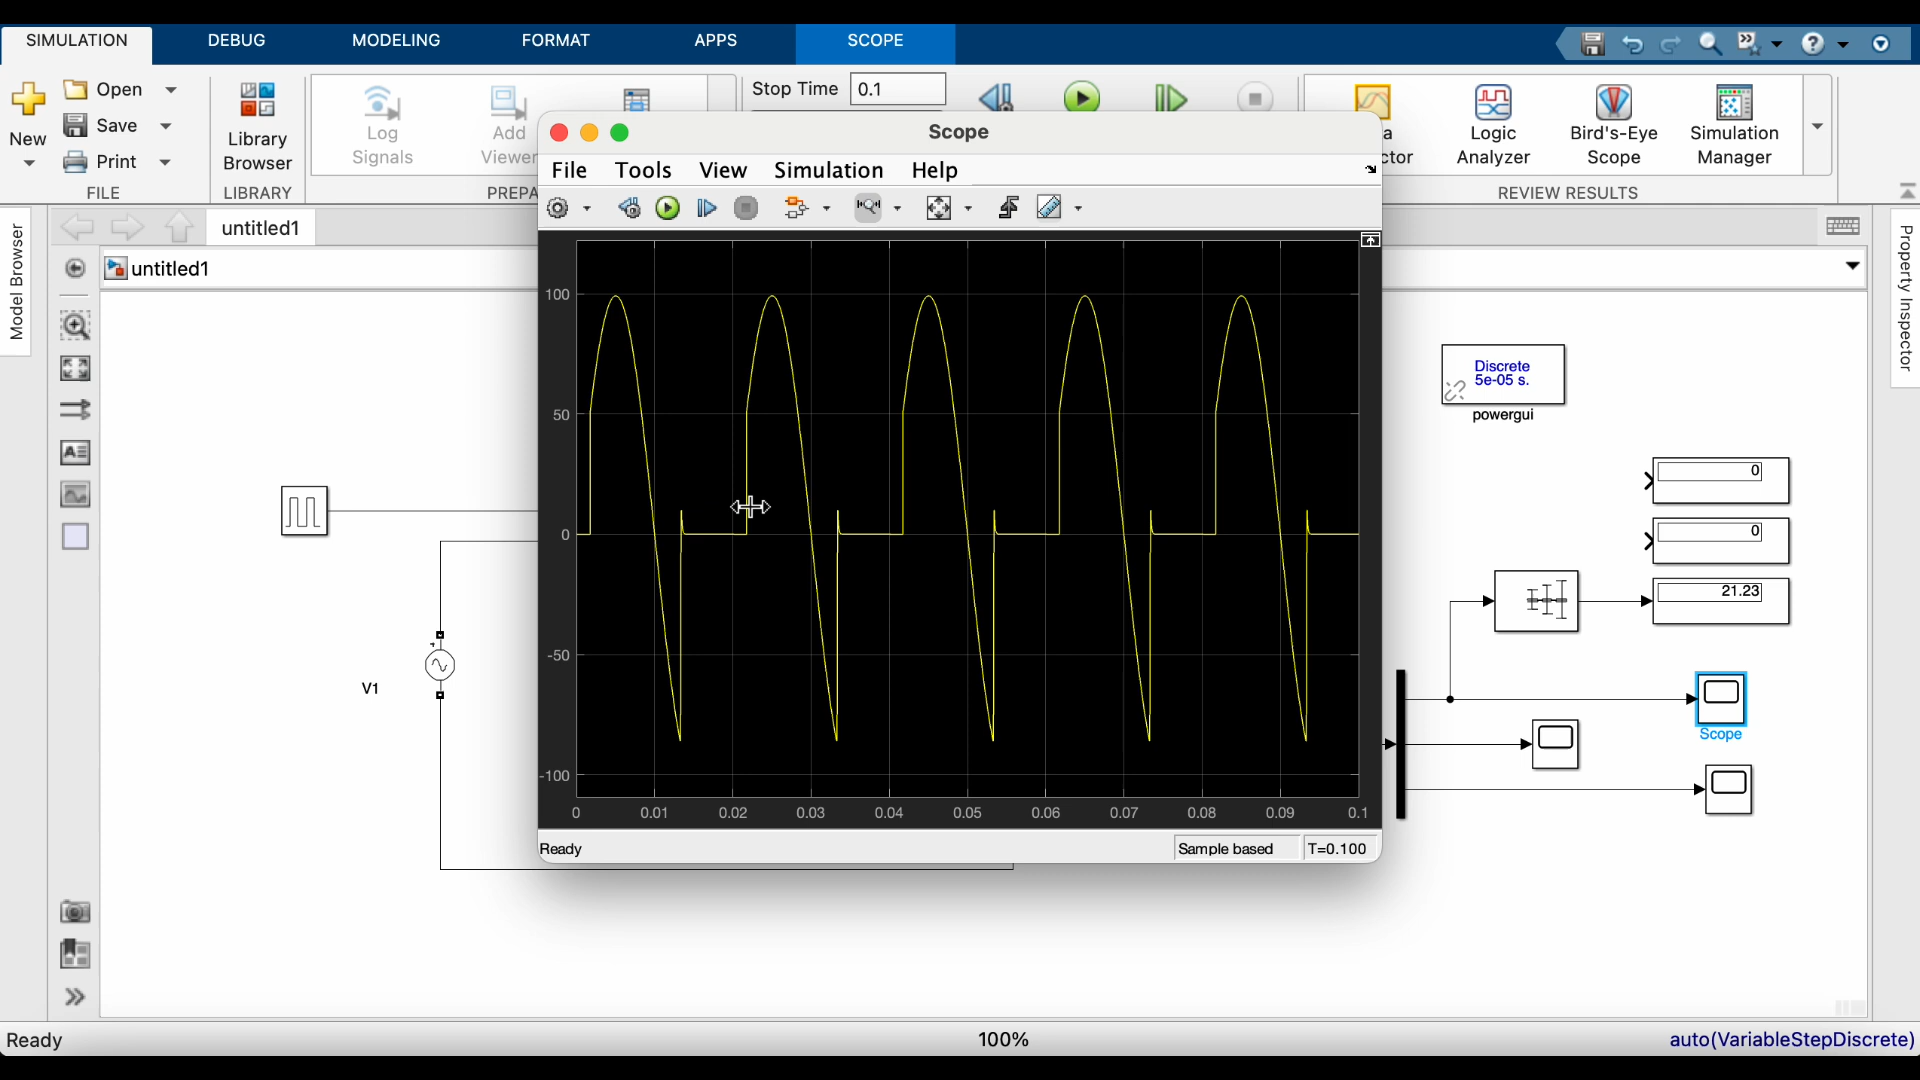 SIMULATION DEBUG MODELING FORMAT APPS SCOPE
New
Open
Save
Print
FILE
Library
Browser
LIBRARY
Log
Signals
Add
Viewer
PREPA
Stop Time 0.1
a
ctor
Logic
Analyzer
Bird's-Eye
Scope
Simulation
Manager
REVIEW RESULTS
Model Browser
untitled1
untitled1
Property Inspector
Scope
File Tools View Simulation Help
100
50
0
-50
-100
0 0.01 0.02 0.03 0.04 0.05 0.06 0.07 0.08 0.09 0.1
Ready Sample based T=0.100
V1
+
Discrete
5e-05 s.
powergui
0
0
21.23
Scope
Ready 100% auto(VariableStepDiscrete)